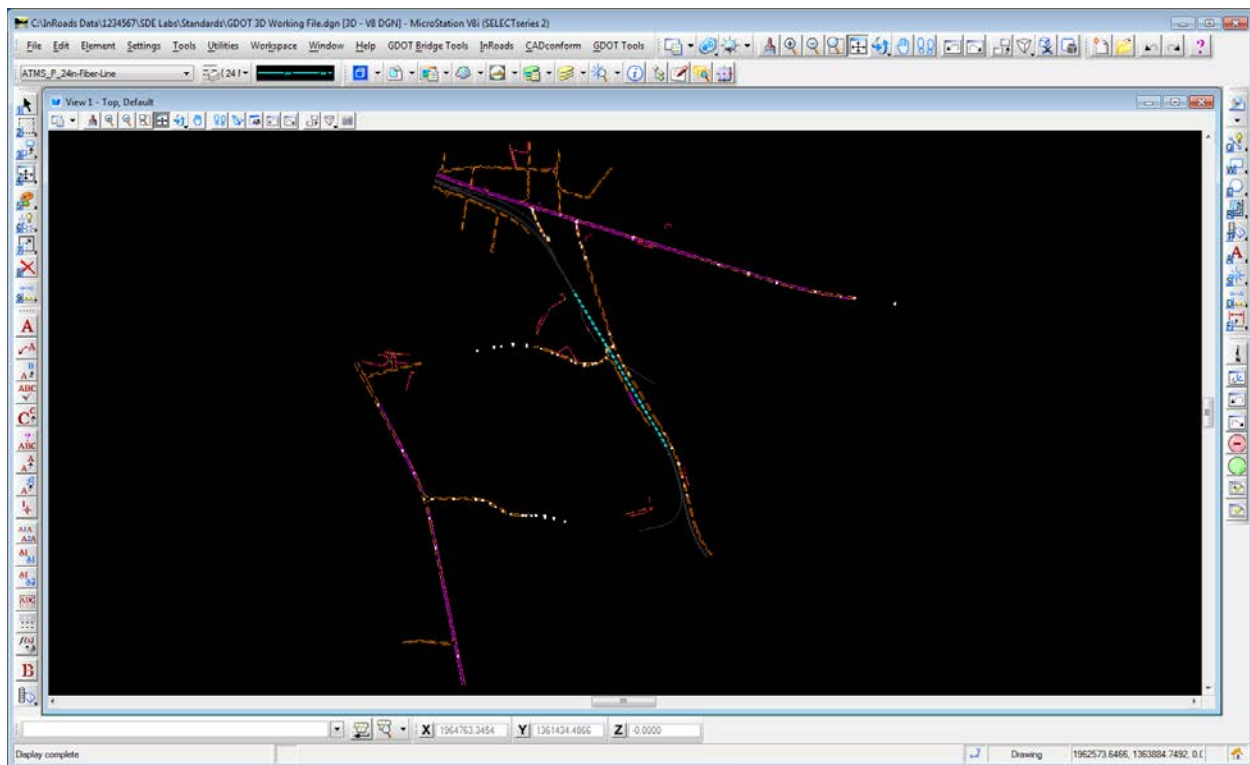 C:\InRoads Data\1234567\SDE Labs\Standards\GDOT 3D Working File.dgn [3D - V8 DGN] - MicroStation V8i (SELECTseries 2)
File Edit Element Settings Tools Utilities Workspace Window Help GDOT Bridge Tools InRoads CADconform GDOT Tools
ATMS_P_24in-Fiber-Line
View 1 - Top, Default
A
A
ABC
ABC
B
X 1964763.3454 Y 1361434.4866 Z -0.0000
Display complete Drawing 1962573.6466, 1363884.7492,